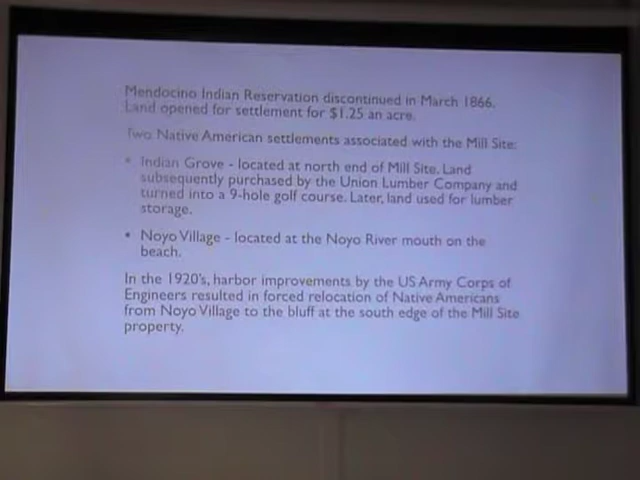 Mendocino Indian Reservation discontinued in March 1866.
Land opened for settlement for $1.25 an acre.
Two Native American settlements associated with the Mill Site:
• Indian Grove - located at north end of Mill Site. Land
subsequently purchased by the Union Lumber Company and
turned into a 9-hole golf course. Later, land used for lumber
storage.
• Noyo Village - located at the Noyo River mouth on the
beach.
In the 1920's, harbor improvements by the US Army Corps of
Engineers resulted in forced relocation of Native Americans
from Noyo Village to the bluff at the south edge of the Mill Site
property.